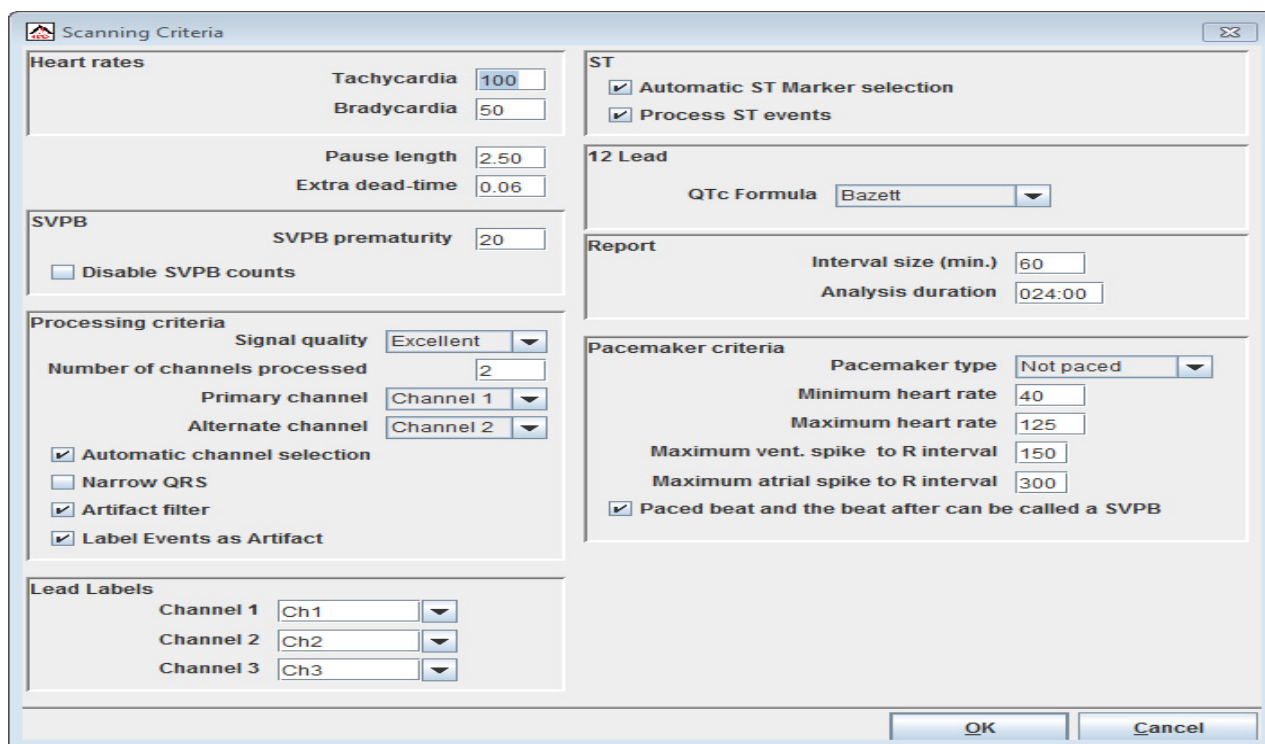 Scanning Criteria
Heart rates
Tachycardia 100
Bradycardia 50
Pause length 2.50
Extra dead-time 0.06
SVPB
SVPB prematurity 20
Disable SVPB counts
Processing criteria
Signal quality Excellent
Number of channels processed 2
Primary channel Channel 1
Alternate channel Channel 2
Automatic channel selection
Narrow QRS
Artifact filter
Label Events as Artifact
Lead Labels
Channel 1 Ch1
Channel 2 Ch2
Channel 3 Ch3
ST
Automatic ST Marker selection
Process ST events
12 Lead
QTc Formula Bazett
Report
Interval size (min.) 60
Analysis duration 024:00
Pacemaker criteria
Pacemaker type Not paced
Minimum heart rate 40
Maximum heart rate 125
Maximum vent. spike to R interval 150
Maximum atrial spike to R interval 300
Paced beat and the beat after can be called a SVPB
OK Cancel